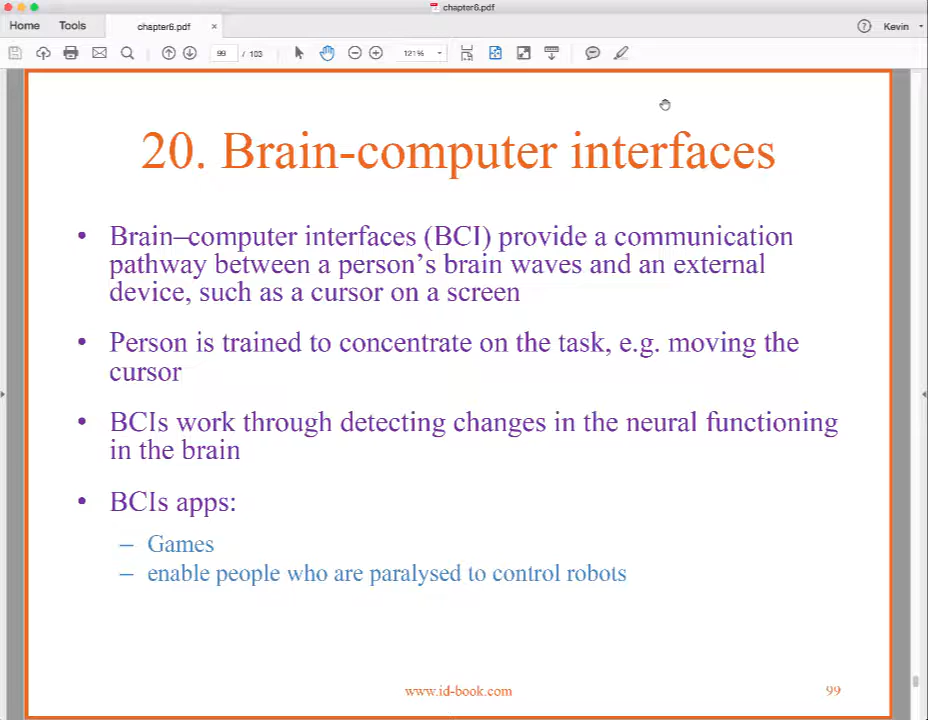 chapter6.pdf
Home Tools chapter6.pdf × ? Kevin
99 / 103 121%
20. Brain-computer interfaces
• Brain–computer interfaces (BCI) provide a communication
pathway between a person’s brain waves and an external
device, such as a cursor on a screen
• Person is trained to concentrate on the task, e.g. moving the
cursor
• BCIs work through detecting changes in the neural functioning
in the brain
• BCIs apps:
– Games
– enable people who are paralysed to control robots
www.id-book.com 99